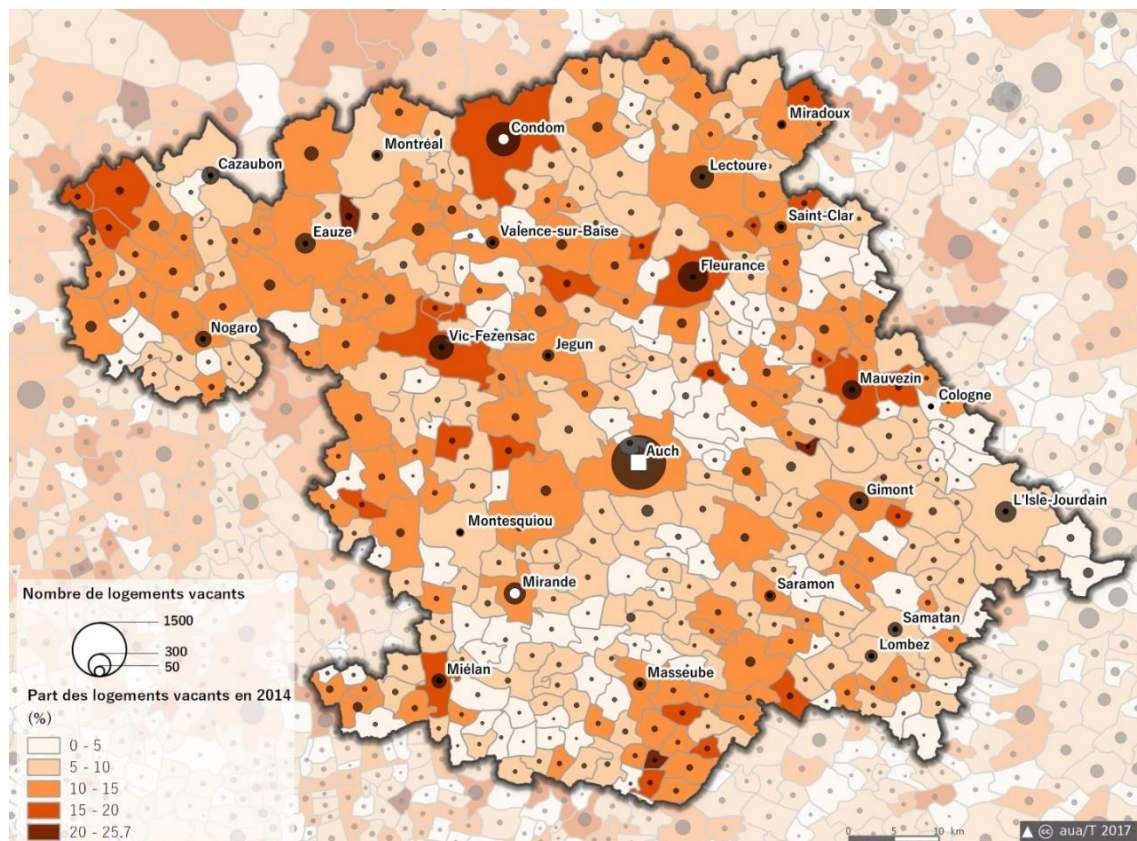 Condom
Miradoux
Montréal
Cazaubon
Lectoure
Saint-Clar
Eauze
Valence-sur-Baïse
Fleurance
Nogaro
Vic-Fezensac
Jegun
Mauvezin
Cologne
Auch
Gimont
L'Isle-Jourdain
Montesquiou
Mirande
Saramon
Samatan
Lombez
Miélan
Masseube
Nombre de logements vacants
1500
300
50
Part des logements vacants en 2014
(%)
0 - 5
5 - 10
10 - 15
15 - 20
20 - 25.7
0 5 10 km
cc aua/T 2017